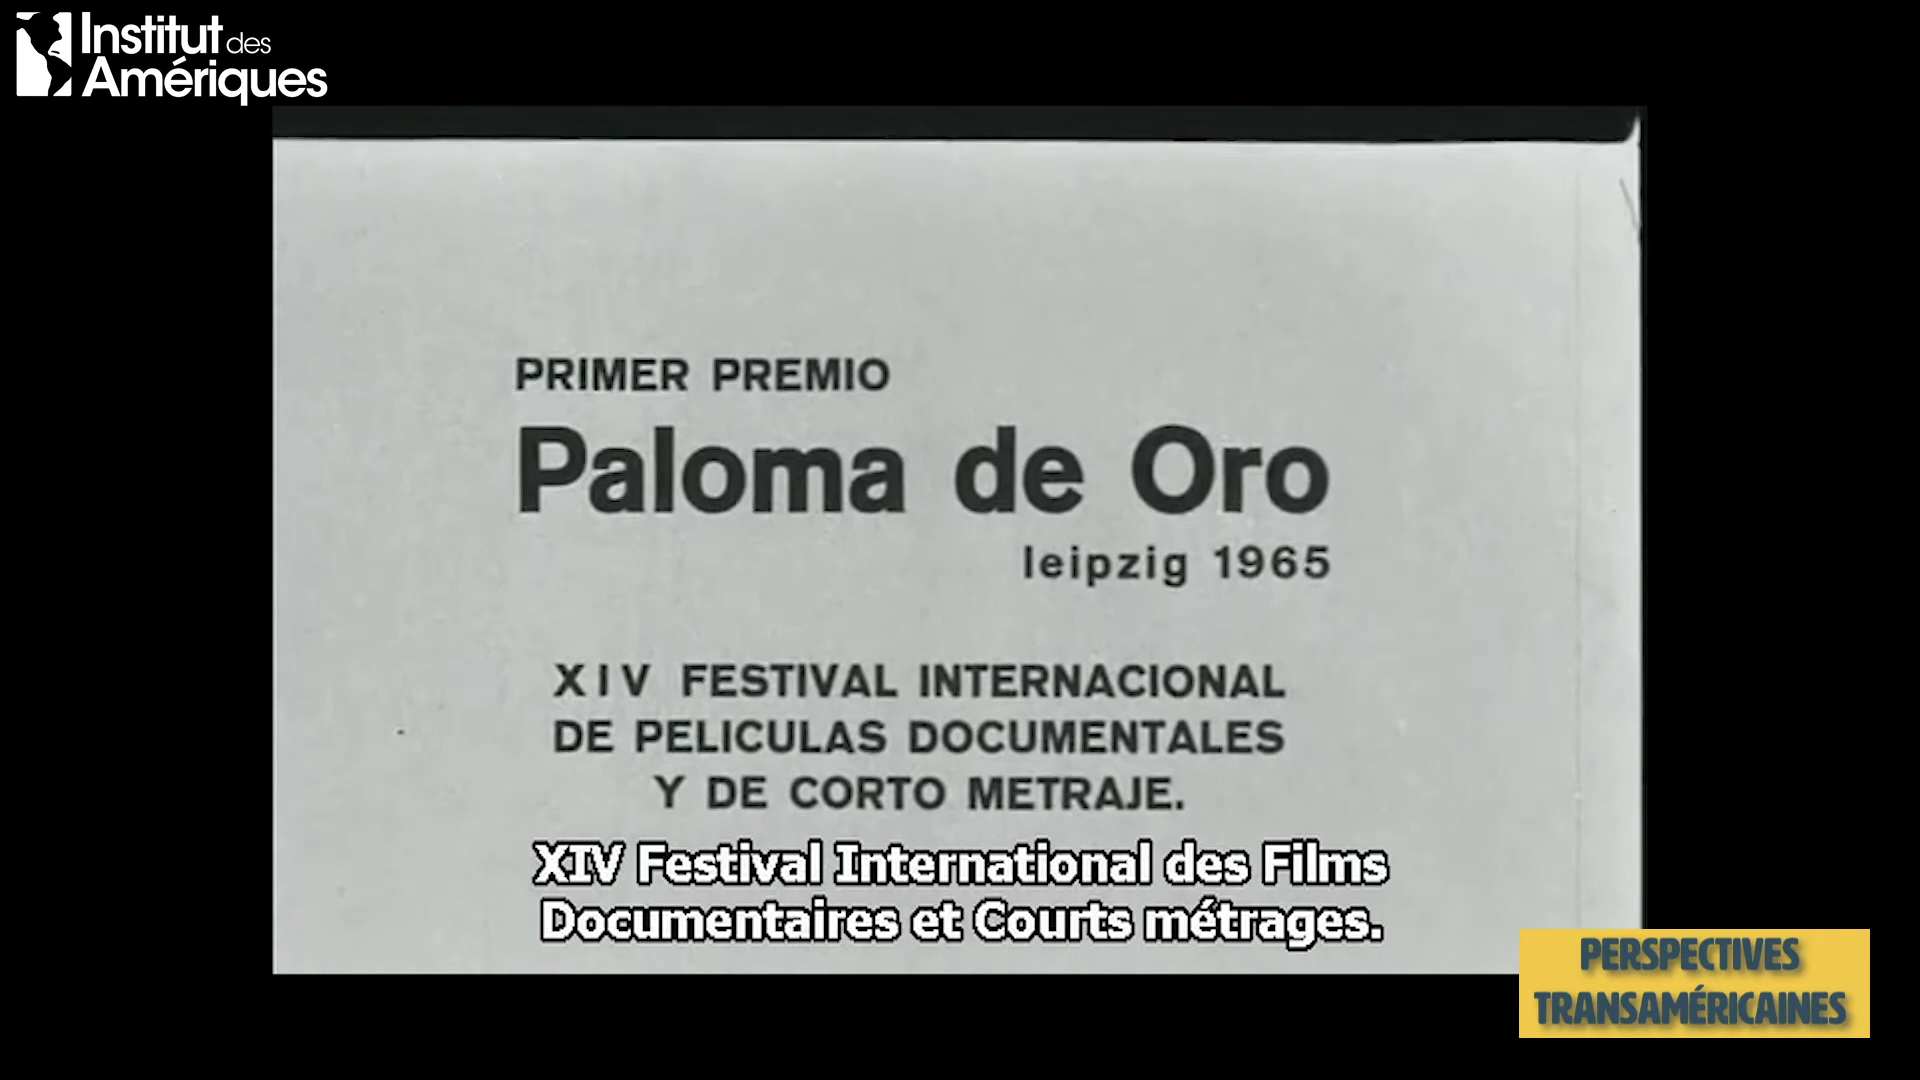 Institut des
Amériques
PRIMER PREMIO
Paloma de Oro
leipzig 1965
XIV FESTIVAL INTERNACIONAL
DE PELICULAS DOCUMENTALES
Y DE CORTO METRAJE.
XIV Festival International des Films
Documentaires et Courts métrages.
PERSPECTIVES
TRANSAMÉRICAINES